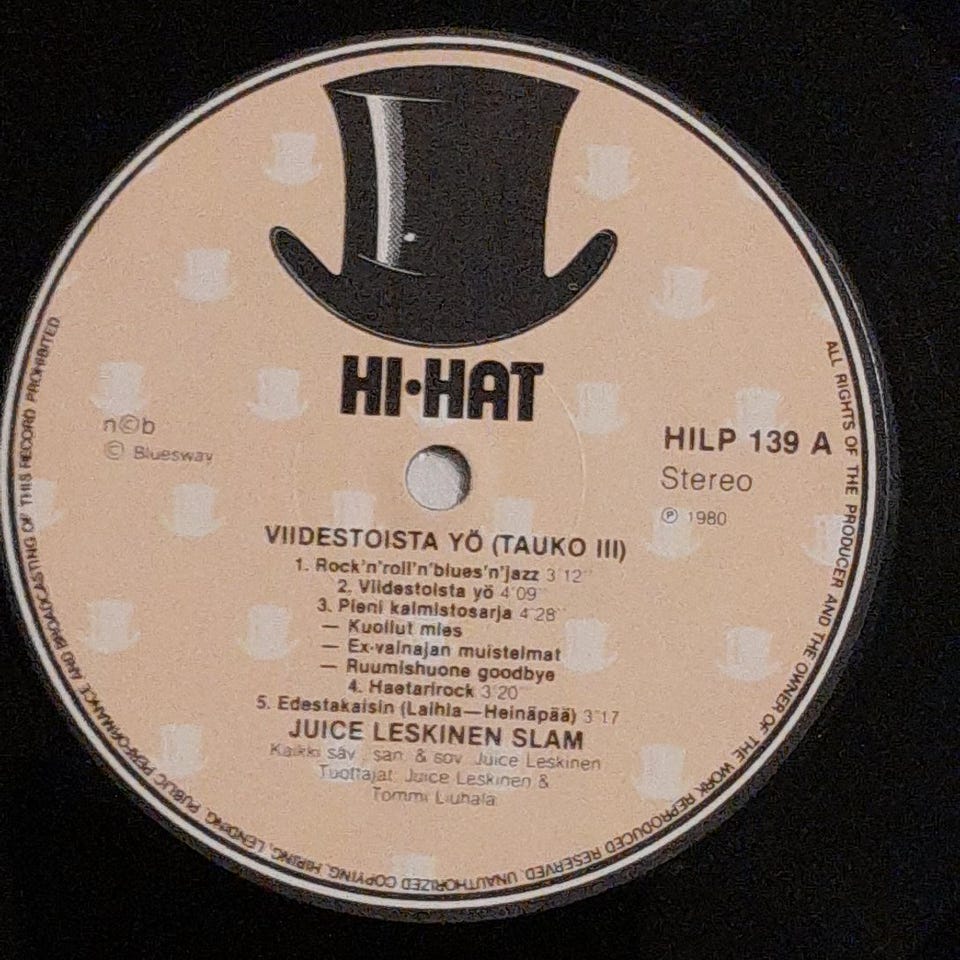 HI•HAT
n©b
© Bluesway
HILP 139 A
Stereo
℗ 1980
VIIDESTOISTA YÖ (TAUKO III)
1. Rock'n'roll'n'blues'n'jazz 3'12''
2. Viidestoista yö 4'09''
3. Pieni kalmistosarja 4'28''
— Kuollut mies
— Ex-vainajan muistelmat
— Ruumishuone goodbye
4. Haetarirock 3'20''
5. Edestakaisin (Laihia—Heinäpää) 3'17
JUICE LESKINEN SLAM
Kaikki säv., san. & sov. Juice Leskinen
Tuottajat: Juice Leskinen &
Tommi Liuhala
ALL RIGHTS OF THE PRODUCER AND THE OWNER OF THE WORK REPRODUCED RESERVED. UNAUTHORIZED COPYING, HIRING, LENDING, PUBLIC PERFORMANCE AND BROADCASTING OF THIS RECORD PROHIBITED